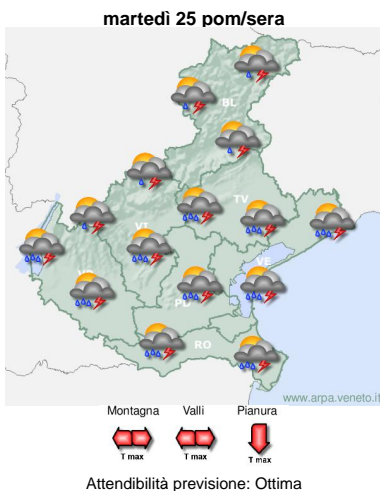 martedì 25 pom/sera
BL
TV
VI
VE
PD
RO
www.arpa.veneto.it
Montagna Valli Pianura
T max T max T max
Attendibilità previsione: Ottima